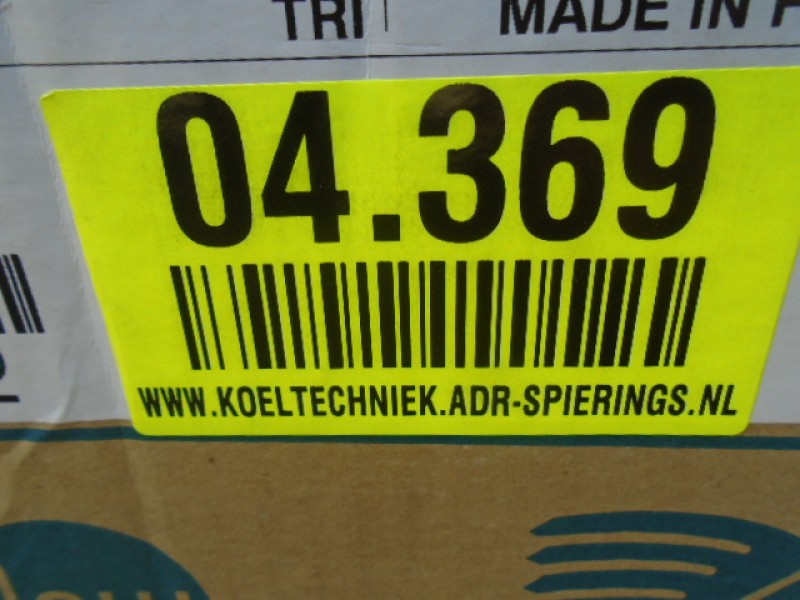 TRI MADE IN
04.369
WWW.KOELTECHNIEK.ADR-SPIERINGS.NL